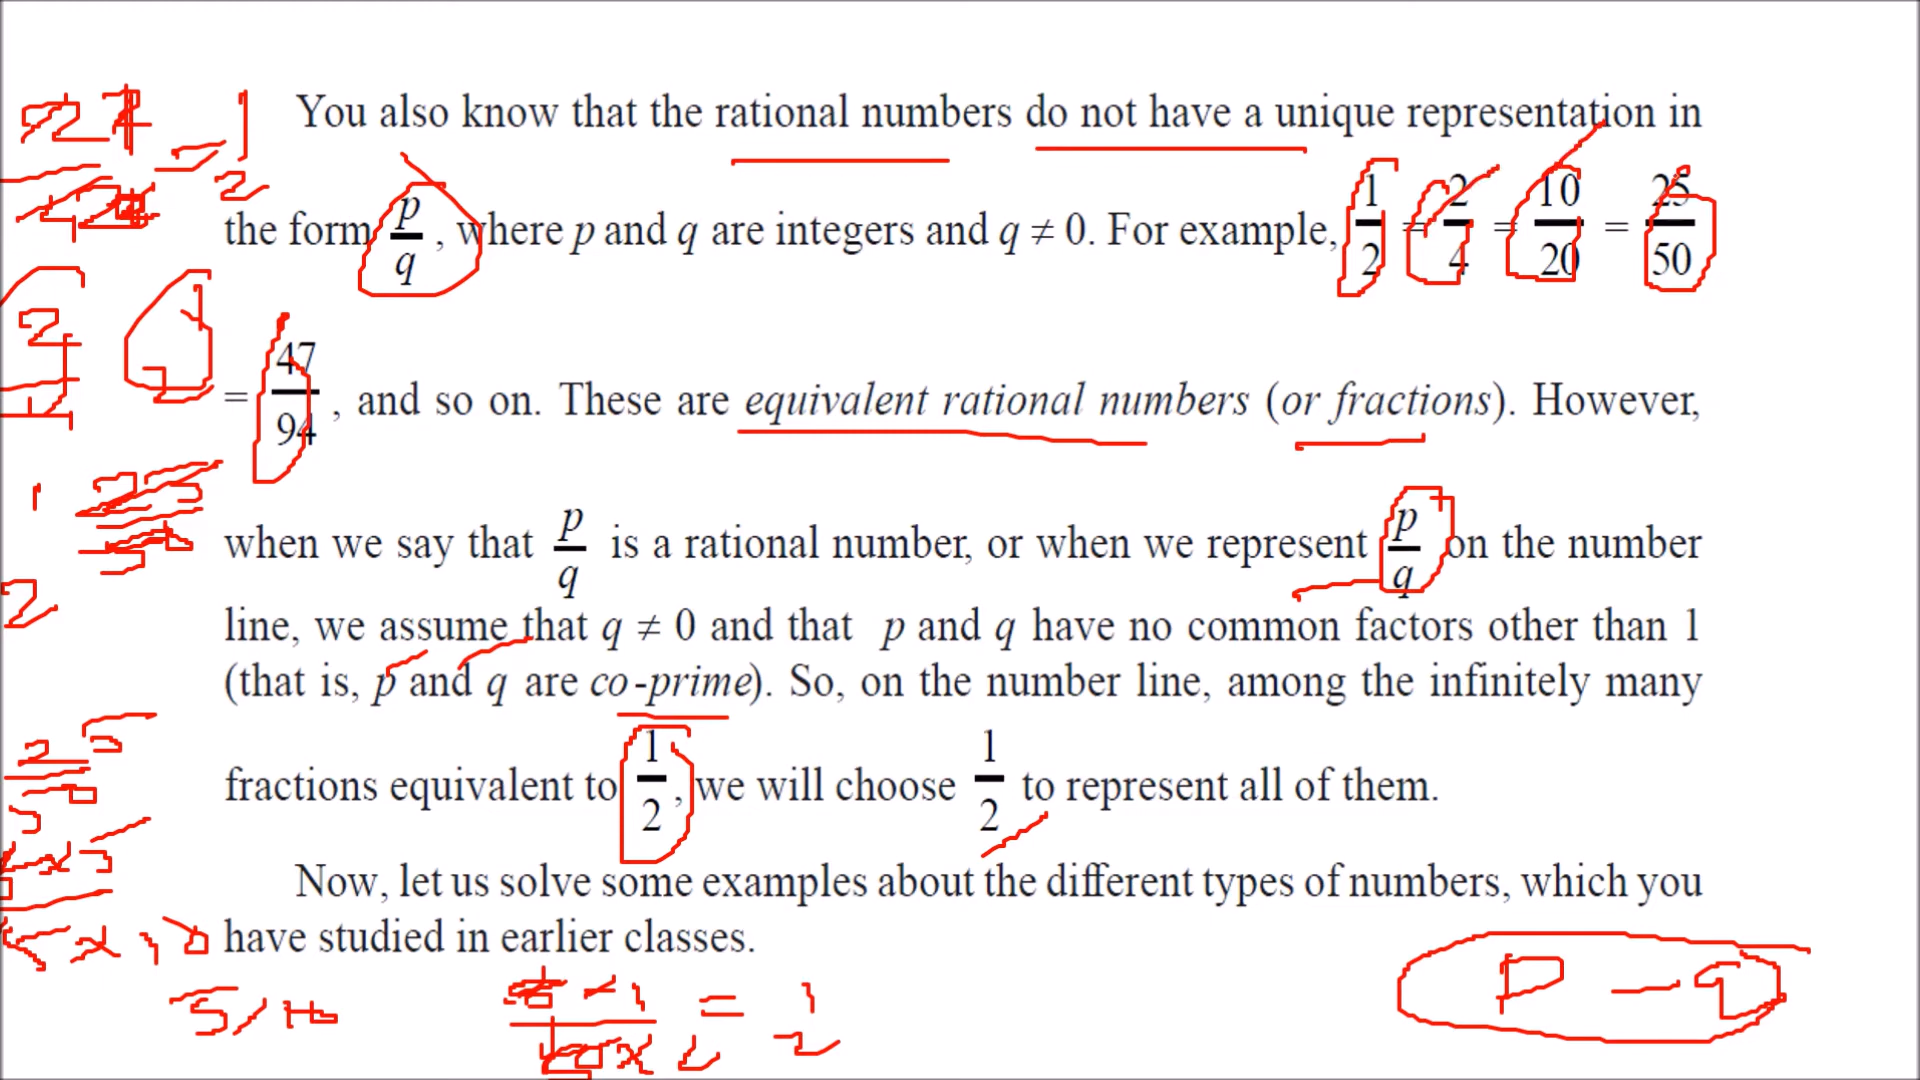 You also know that the rational numbers do not have a unique representation in
the form p/q, where p and q are integers and q ≠ 0. For example, 1/2 = 2/4 = 10/20 = 25/50
= 47/94, and so on. These are equivalent rational numbers (or fractions). However,
when we say that p/q is a rational number, or when we represent p/q on the number
line, we assume that q ≠ 0 and that p and q have no common factors other than 1
(that is, p and q are co-prime). So, on the number line, among the infinitely many
fractions equivalent to 1/2, we will choose 1/2 to represent all of them.
Now, let us solve some examples about the different types of numbers, which you
have studied in earlier classes.
= 1/2